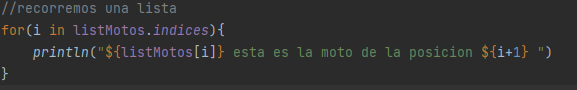 //recorremos una lista
for(i in listMotos.indices){
    println("${listMotos[i]} esta es la moto de la posicion ${i+1} ")
}